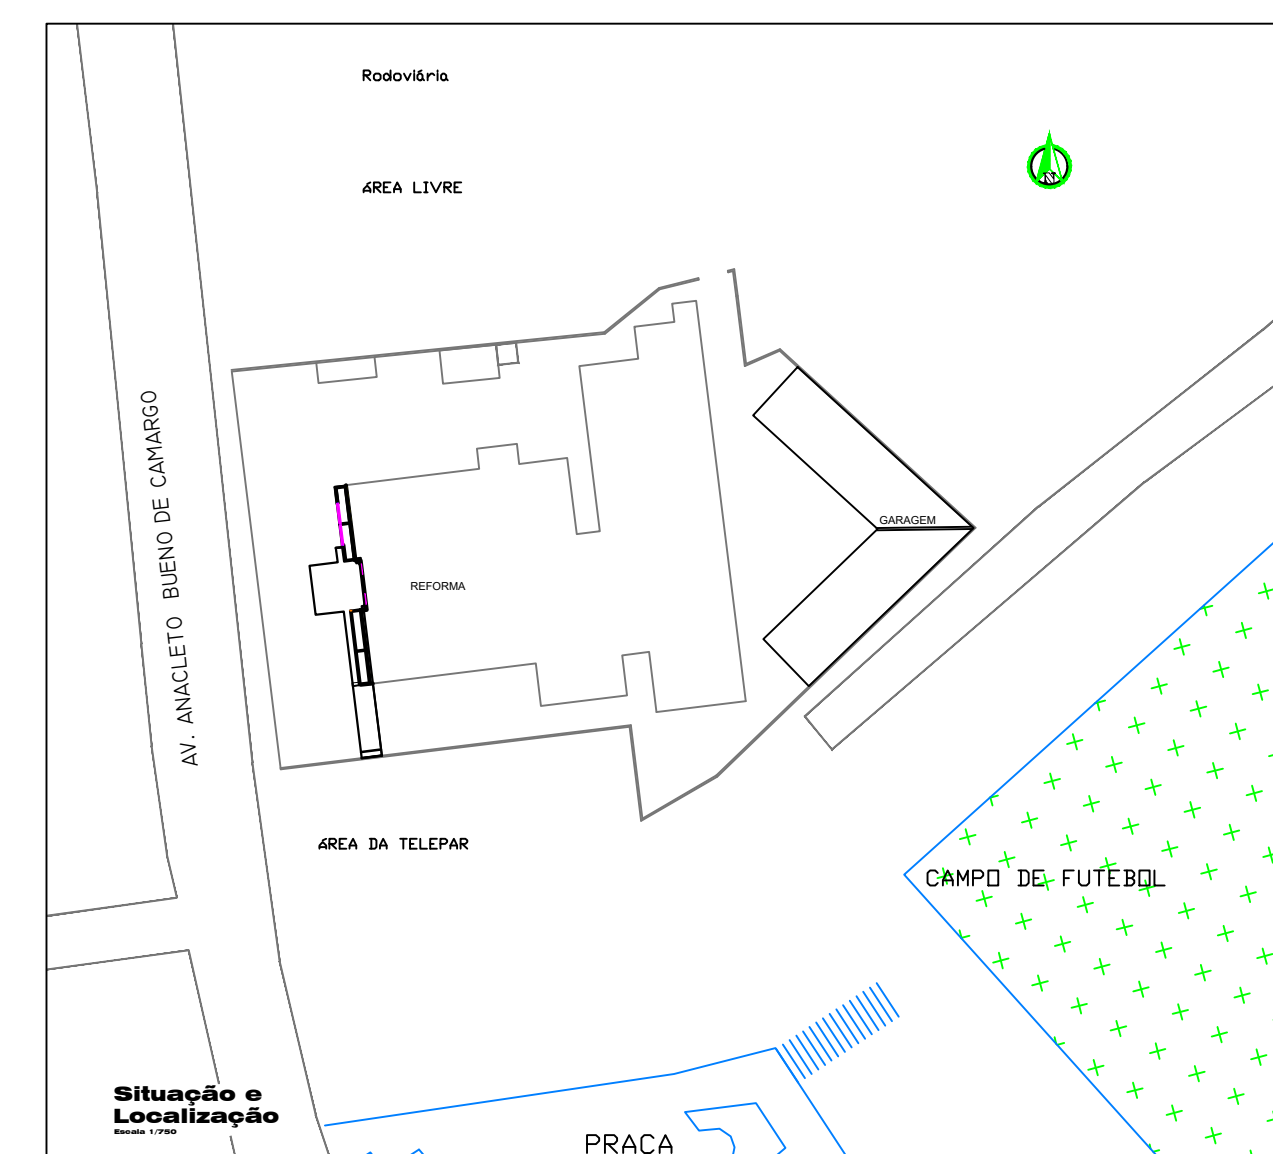 Rodoviária
ÁREA LIVRE
N
AV. ANACLETO BUENO DE CAMARGO
GARAGEM
REFORMA
ÁREA DA TELEPAR
CAMPO DE FUTEBOL
Situação e
Localização
Escala 1/750
PRACA